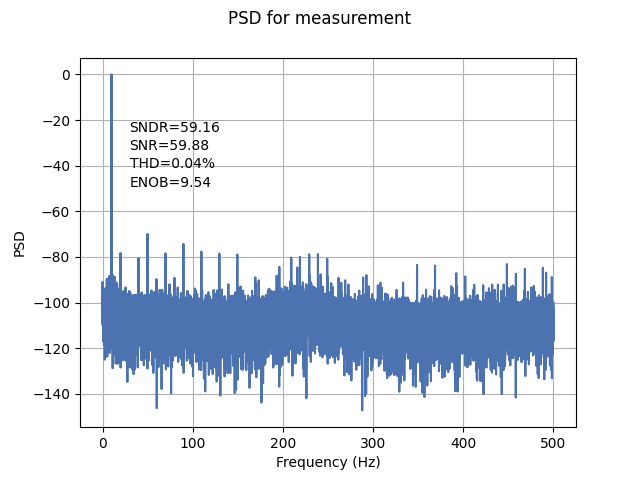 PSD for measurement
0
−20
−40
−60
−80
−100
−120
−140
PSD
SNDR=59.16
SNR=59.88
THD=0.04%
ENOB=9.54
0 100 200 300 400 500
Frequency (Hz)